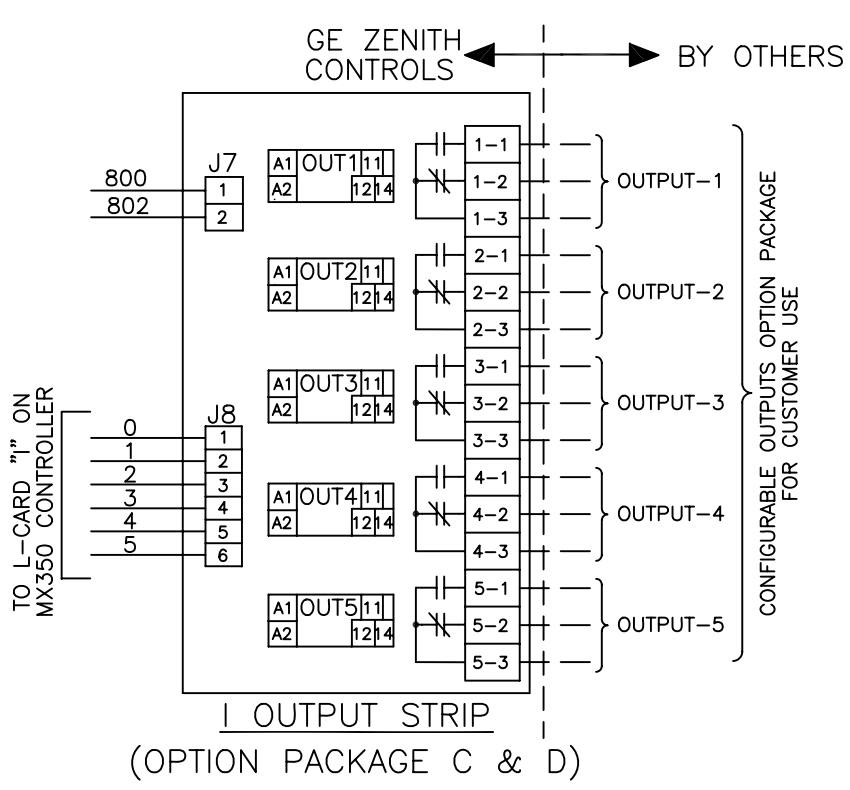 GE ZENITH
CONTROLS
BY OTHERS
J7
800
1
802
2
A1 OUT1 11
A2 12 14
1-1
1-2
1-3
OUTPUT-1
A1 OUT2 11
A2 12 14
2-1
2-2
2-3
OUTPUT-2
A1 OUT3 11
A2 12 14
3-1
3-2
3-3
OUTPUT-3
TO L-CARD "I" ON
MX350 CONTROLLER
J8
0 1
1 2
2 3
3 4
4 5
5 6
A1 OUT4 11
A2 12 14
4-1
4-2
4-3
OUTPUT-4
A1 OUT5 11
A2 12 14
5-1
5-2
5-3
OUTPUT-5
CONFIGURABLE OUTPUTS OPTION PACKAGE
FOR CUSTOMER USE
I OUTPUT STRIP
(OPTION PACKAGE C & D)